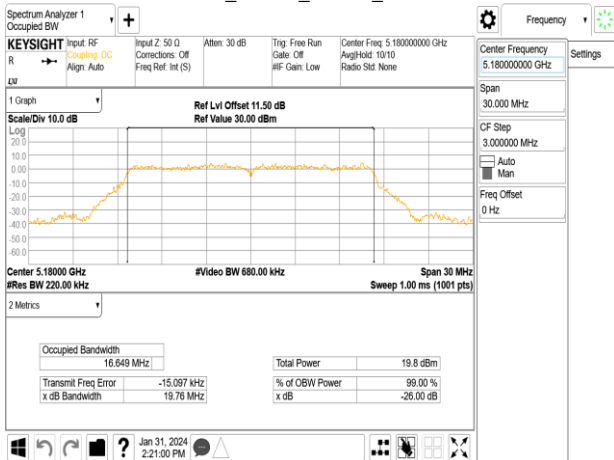 Spectrum Analyzer 1
Occupied BW
KEYSIGHT
R
Input: RF
Coupling: DC
Align: Auto
Input Z: 50 Ω
Corrections: Off
Freq Ref: Int (S)
Atten: 30 dB
Trig: Free Run
Gate: Off
#IF Gain: Low
Center Freq: 5.180000000 GHz
Avg|Hold: 10/10
Radio Std: None
1 Graph
Scale/Div 10.0 dB
Ref Lvl Offset 11.50 dB
Ref Value 30.00 dBm
Log
20.0
10.0
0.00
-10.0
-20.0
-30.0
-40.0
-50.0
-60.0
Center 5.18000 GHz
#Video BW 680.00 kHz
Span 30 MHz
#Res BW 220.00 kHz
Sweep 1.00 ms (1001 pts)
2 Metrics
Occupied Bandwidth
16.649 MHz
Total Power 19.8 dBm
Transmit Freq Error -15.097 kHz
% of OBW Power 99.00 %
x dB Bandwidth 19.76 MHz
x dB -26.00 dB
?
Jan 31, 2024
2:21:00 PM
Frequency
Center Frequency
5.180000000 GHz
Settings
Span
30.000 MHz
CF Step
3.000000 MHz
Auto
Man
Freq Offset
0 Hz